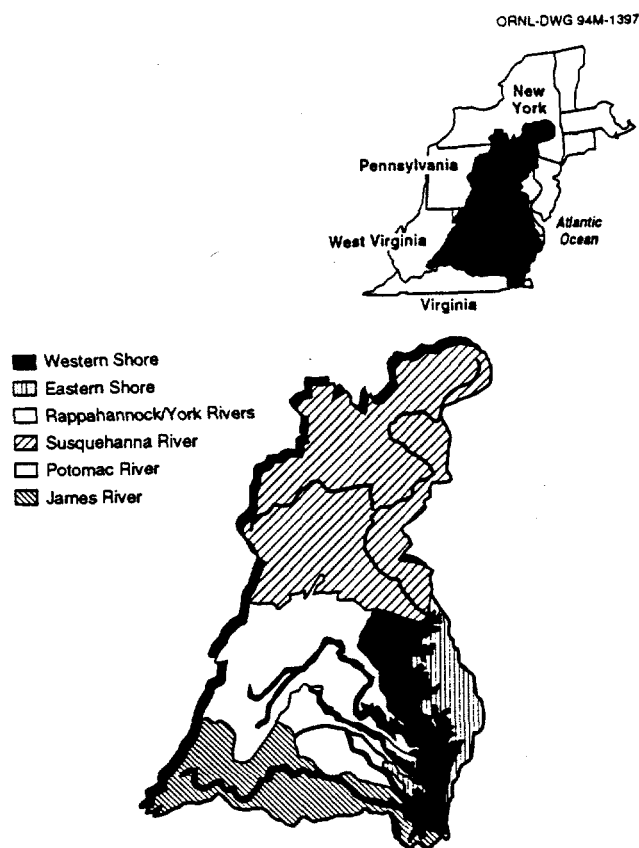 ORNL-DWG 94M-1397
New
York
Pennsylvania
West Virginia
Atlantic
Ocean
Virginia
Western Shore
Eastern Shore
Rappahannock/York Rivers
Susquehanna River
Potomac River
James River